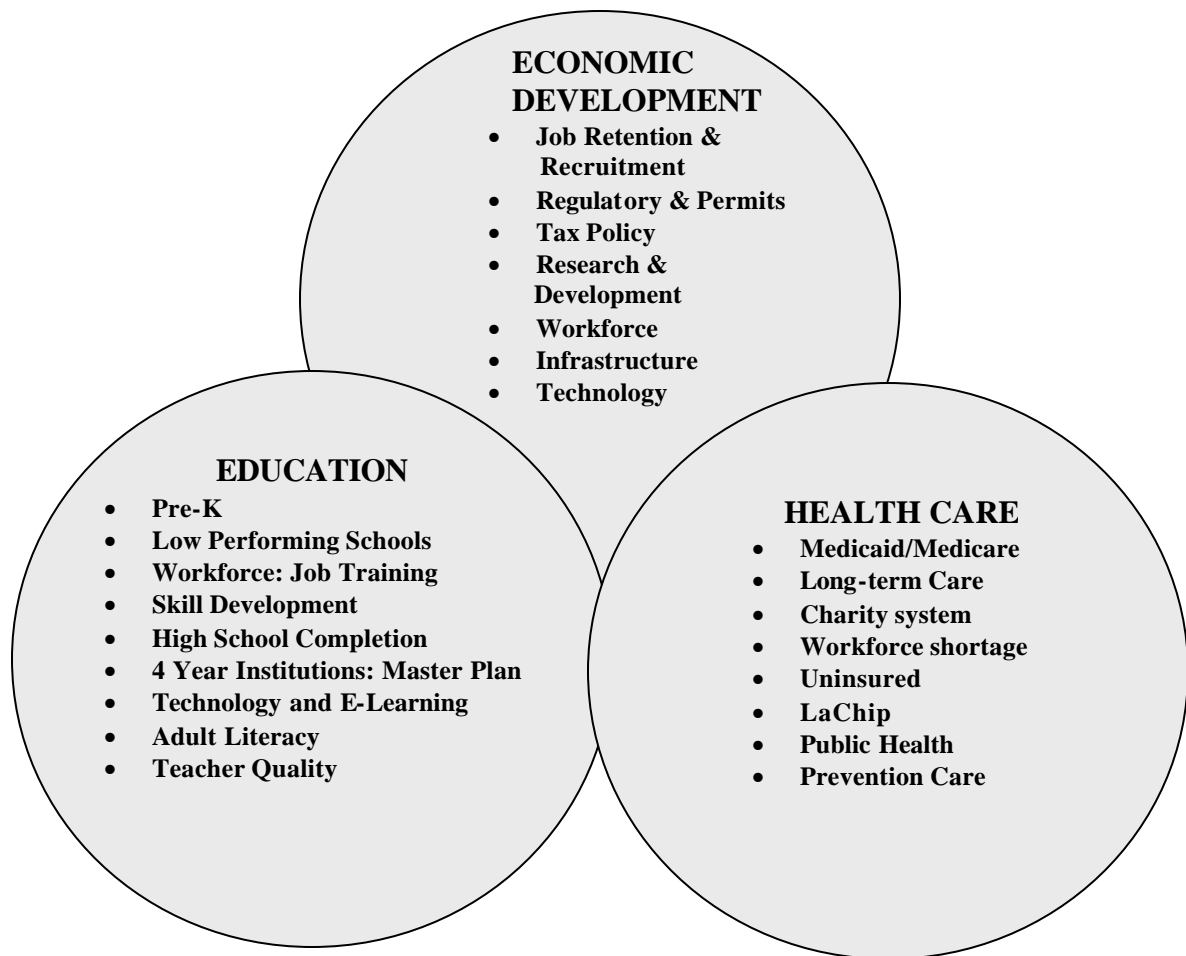 ECONOMIC
DEVELOPMENT
• Job Retention &
Recruitment
• Regulatory & Permits
• Tax Policy
• Research &
Development
• Workforce
• Infrastructure
• Technology
EDUCATION
• Pre-K
• Low Performing Schools
• Workforce: Job Training
• Skill Development
• High School Completion
• 4 Year Institutions: Master Plan
• Technology and E-Learning
• Adult Literacy
• Teacher Quality
HEALTH CARE
• Medicaid/Medicare
• Long-term Care
• Charity system
• Workforce shortage
• Uninsured
• LaChip
• Public Health
• Prevention Care